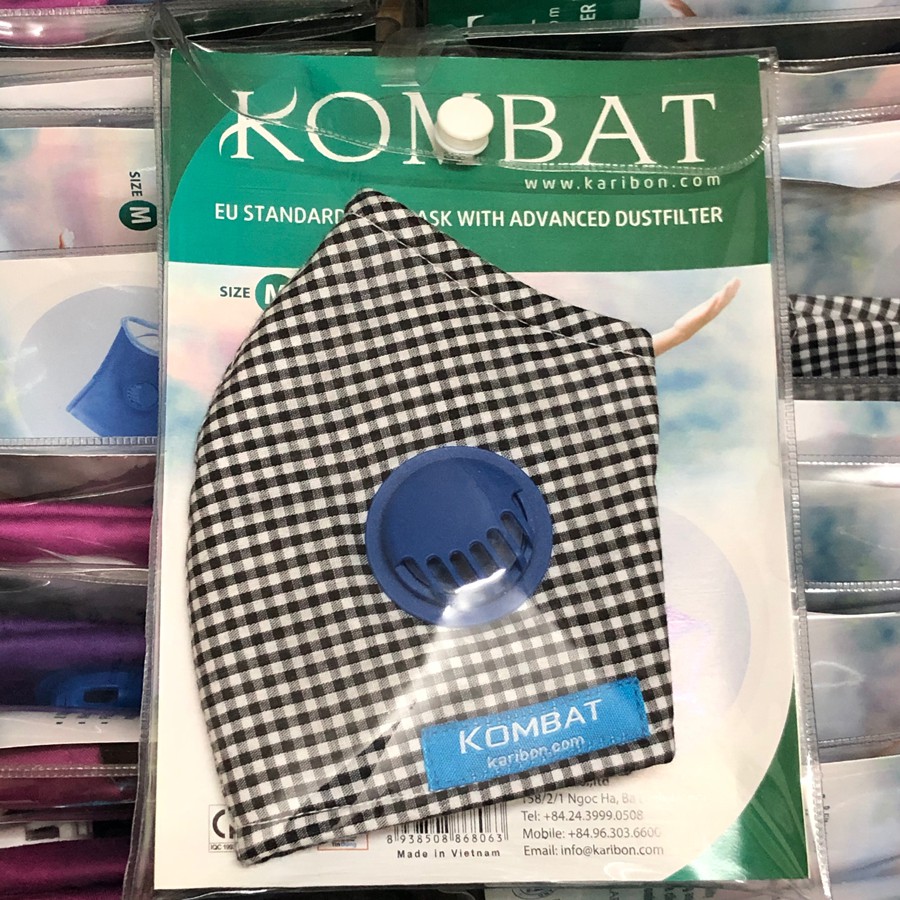 KOMBAT
www.karibon.com
EU STANDARD ASK WITH ADVANCED DUSTFILTER
SIZE M
SIZE M
KOMBAT
karibon.com
158/2/1 Ngoc Ha, Ba
Tel: +84.24.3999.0508
Mobile: +84.96.303.6600
Email: info@karibon.com
8 938508 868063
Made in Vietnam